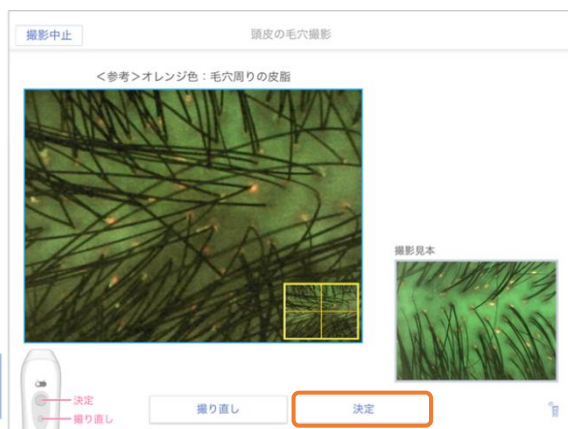 撮影中止
頭皮の毛穴撮影
＜参考＞オレンジ色：毛穴周りの皮脂
撮影見本
決定
撮り直し
撮り直し
決定